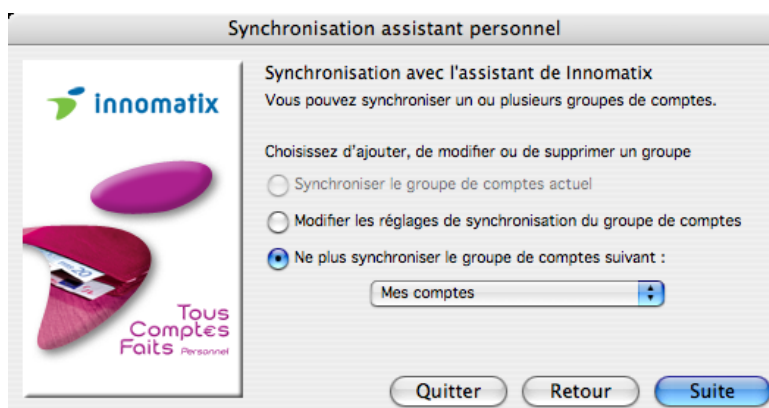 Synchronisation assistant personnel
innomatix
Tous
Comptes
Faits Personnel
Synchronisation avec l'assistant de Innomatix
Vous pouvez synchroniser un ou plusieurs groupes de comptes.
Choisissez d'ajouter, de modifier ou de supprimer un groupe
Synchroniser le groupe de comptes actuel
Modifier les réglages de synchronisation du groupe de comptes
Ne plus synchroniser le groupe de comptes suivant :
Mes comptes
Quitter Retour Suite